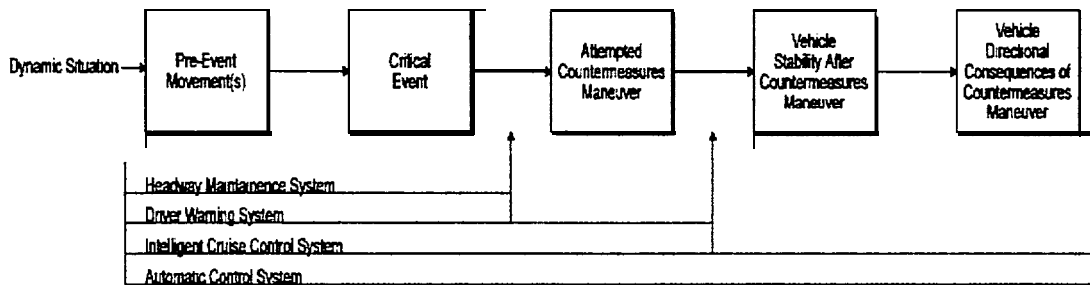 Dynamic Situation
Pre-Event
Movement(s)
Critical
Event
Attempted
Countermeasures
Maneuver
Vehicle
Stability After
Countermeasures
Maneuver
Vehicle
Directional
Consequences of
Countermeasures
Maneuver
Headway Maintainence System
Driver Warning System
Intelligent Cruise Control System
Automatic Control System